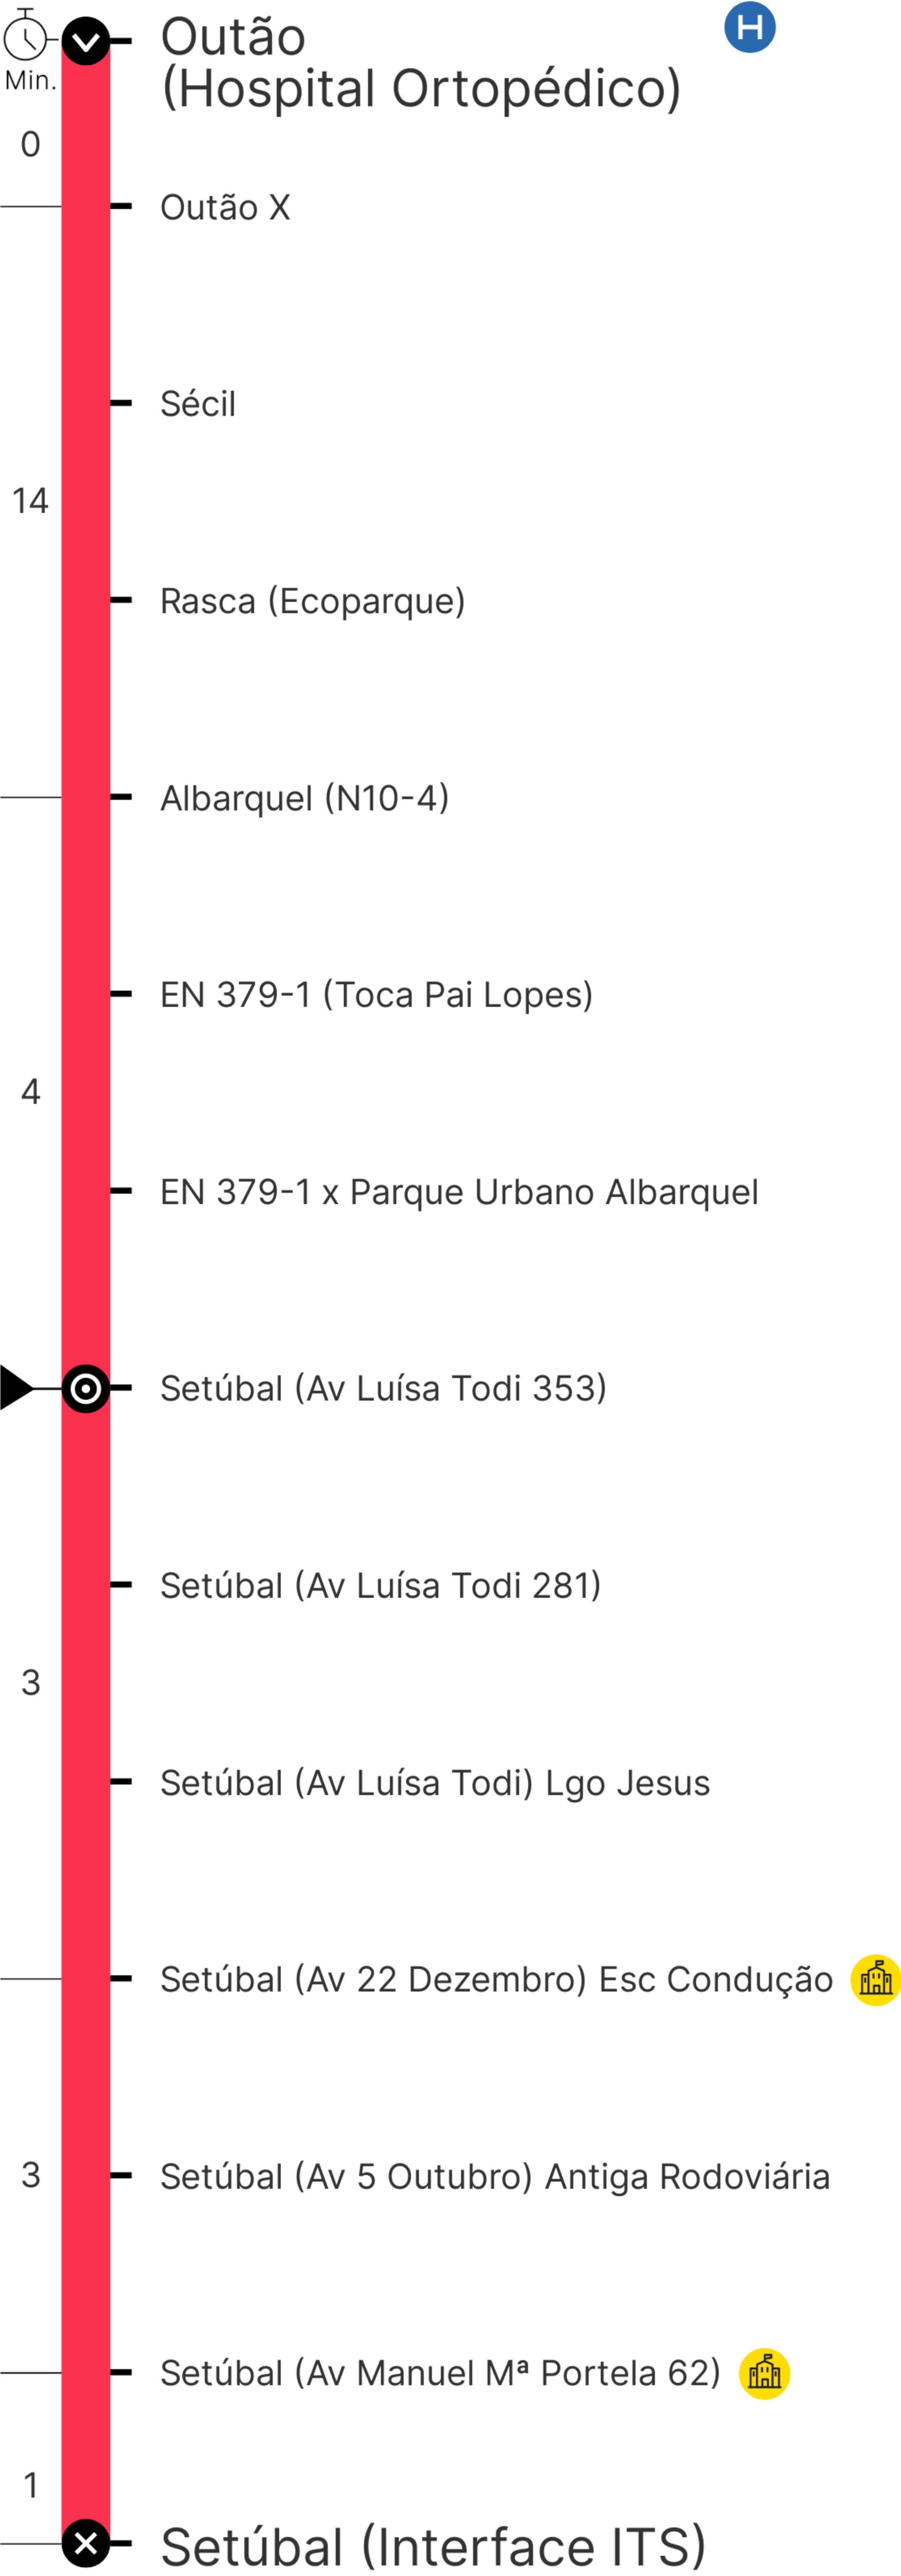 Outão
(Hospital Ortopédico)
H
Min.
0
Outão X
Sécil
14
Rasca (Ecoparque)
Albarquel (N10-4)
EN 379-1 (Toca Pai Lopes)
4
EN 379-1 x Parque Urbano Albarquel
Setúbal (Av Luísa Todi 353)
Setúbal (Av Luísa Todi 281)
3
Setúbal (Av Luísa Todi) Lgo Jesus
Setúbal (Av 22 Dezembro) Esc Condução
3
Setúbal (Av 5 Outubro) Antiga Rodoviária
Setúbal (Av Manuel Mª Portela 62)
1
Setúbal (Interface ITS)